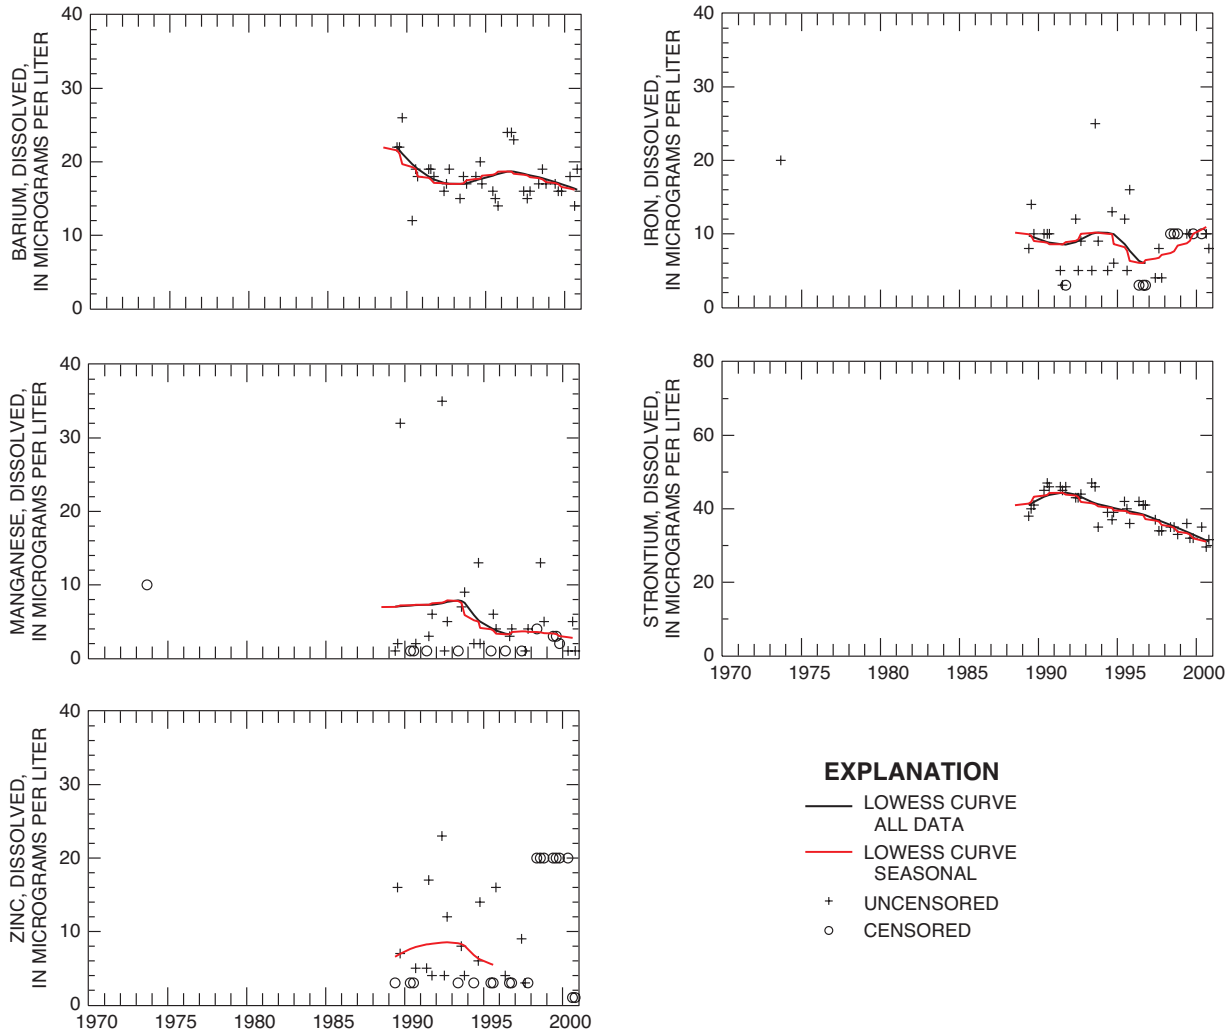 BARIUM, DISSOLVED,
IN MICROGRAMS PER LITER
40
30
20
10
0
IRON, DISSOLVED,
IN MICROGRAMS PER LITER
40
30
20
10
0
MANGANESE, DISSOLVED,
IN MICROGRAMS PER LITER
40
30
20
10
0
STRONTIUM, DISSOLVED,
IN MICROGRAMS PER LITER
80
60
40
20
0
1970 1975 1980 1985 1990 1995 2000
ZINC, DISSOLVED,
IN MICROGRAMS PER LITER
40
30
20
10
0
1970 1975 1980 1985 1990 1995 2000
EXPLANATION
LOWESS CURVE
ALL DATA
LOWESS CURVE
SEASONAL
UNCENSORED
CENSORED